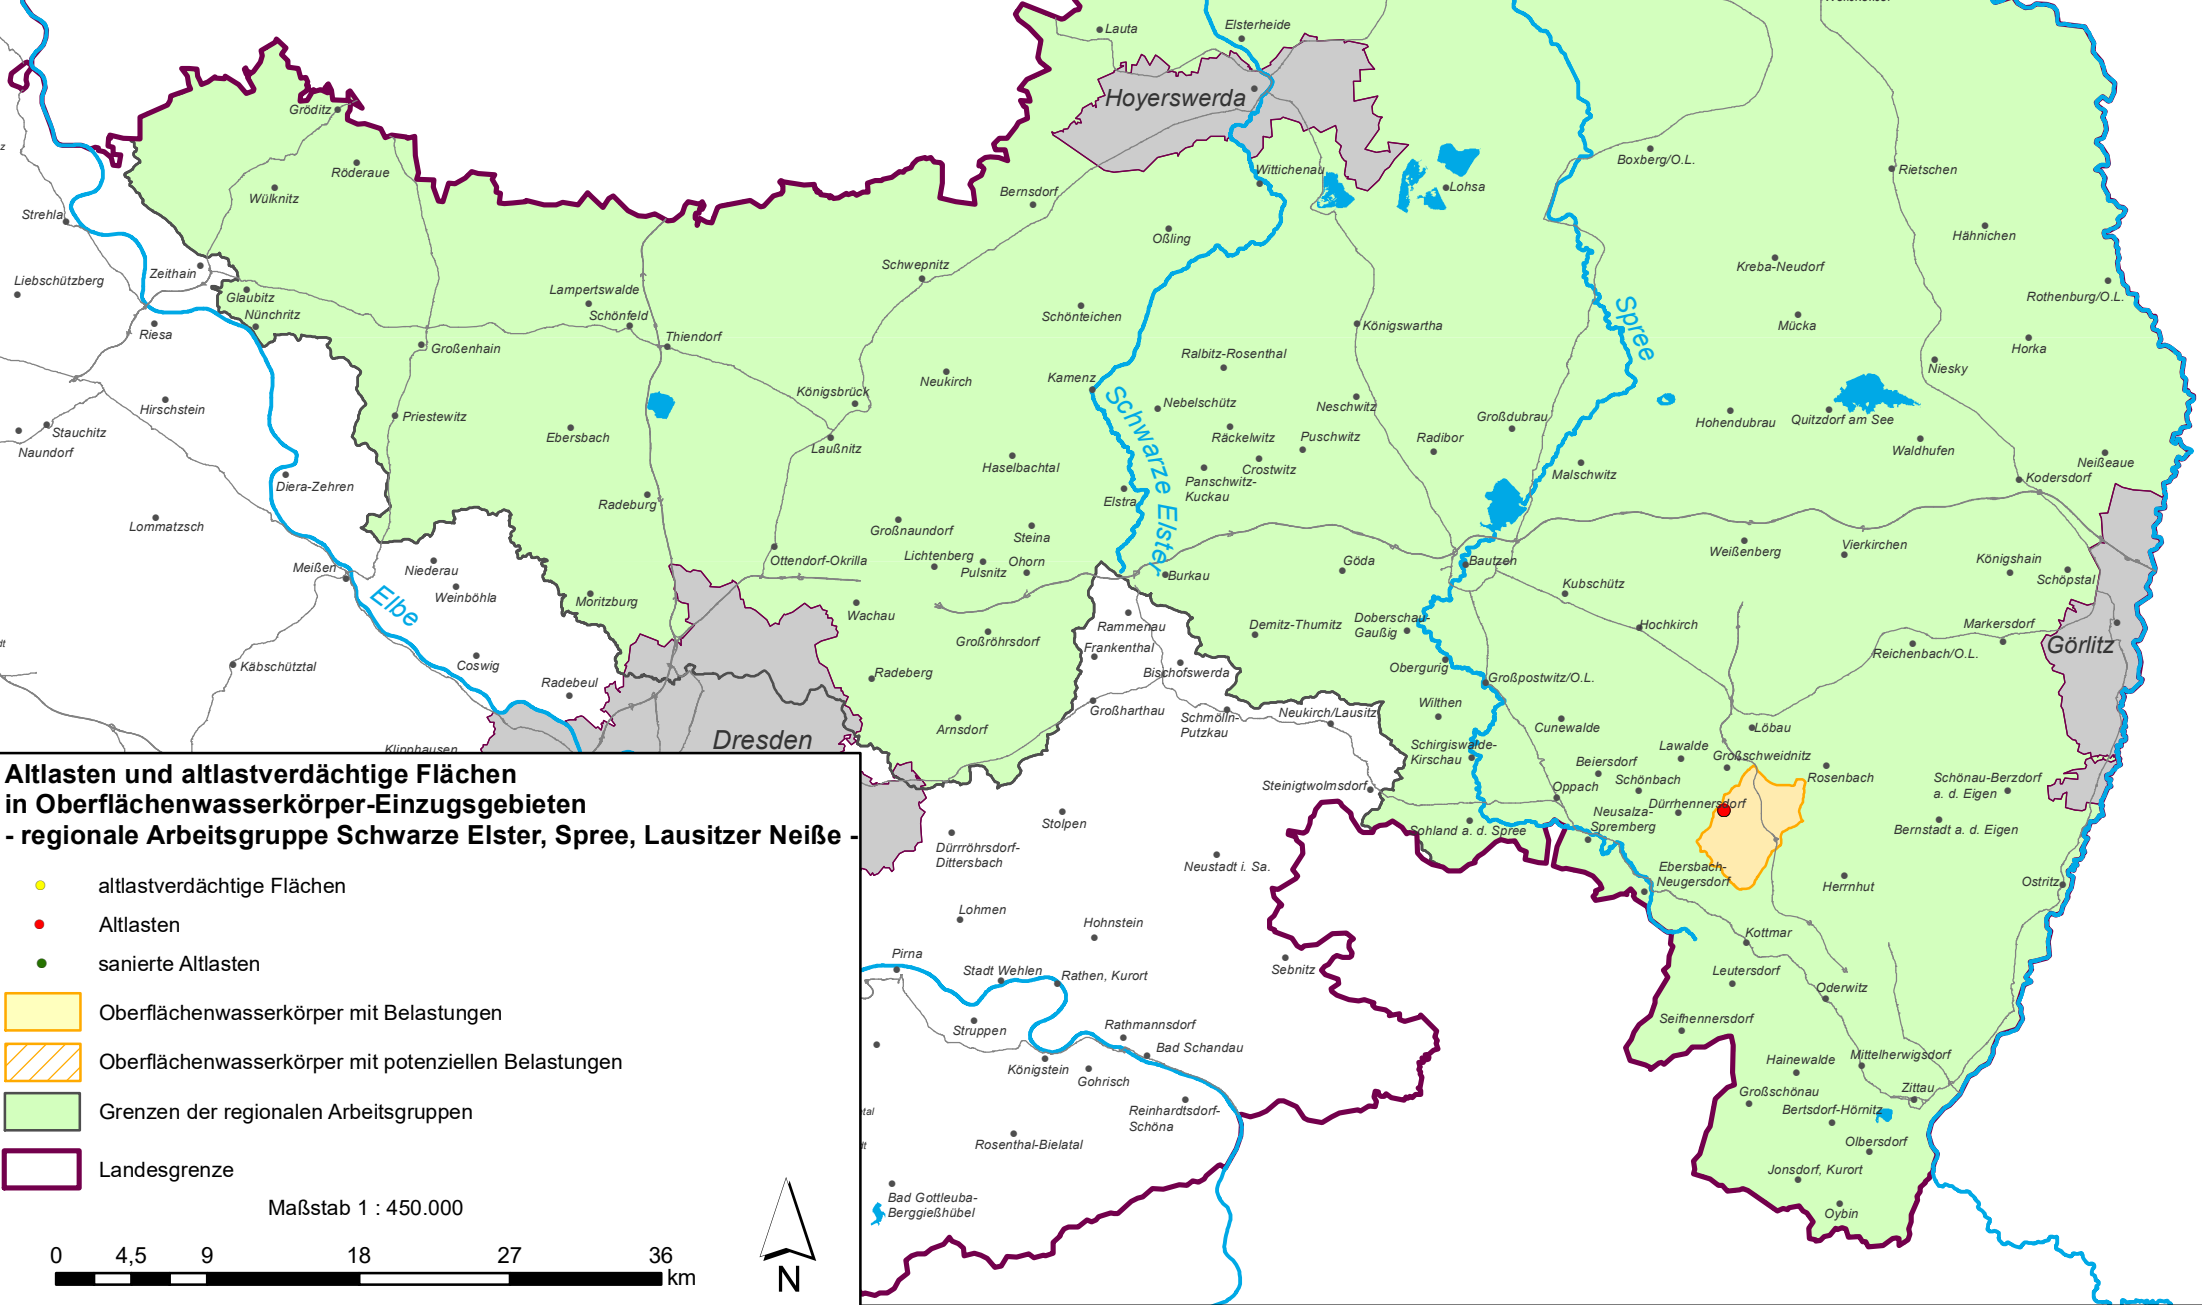 Lauta
Elsterheide
Hoyerswerda
Gröditz
Röderaue
Wülknitz
Strehla
Zeithain
Liebschützberg
Glaubitz
Nünchritz
Riesa
Bernsdorf
Wittichenau
Lohsa
Boxberg/O.L.
Rietschen
Oßling
Hähnichen
Schwepnitz
Kreba-Neudorf
Rothenburg/O.L.
Lampertswalde
Schönfeld
Thiendorf
Schönteichen
Königswartha
Spree
Mücka
Horka
Großenhain
Ralbitz-Rosenthal
Niesky
Neukirch
Kamenz
Königsbrück
Hirschstein
Priestewitz
Stauchitz
Naundorf
Ebersbach
Laußnitz
Schwarze Elster
Nebelschütz
Neschwitz
Räckelwitz
Puschwitz
Radibor
Großdubrau
Hohendubrau
Quitzdorf am See
Waldhufen
Haselbachtal
Crostwitz
Panschwitz-
Kuckau
Malschwitz
Neißeaue
Kodersdorf
Diera-Zehren
Elstra
Radeburg
Lommatzsch
Großnaundorf
Steina
Lichtenberg
Pulsnitz
Ohorn
Ottendorf-Okrilla
Burkau
Göda
Bautzen
Weißenberg
Vierkirchen
Königshain
Schöpstal
Meißen
Niederau
Weinböhla
Elbe
Moritzburg
Wachau
Kubschütz
Rammenau
Demitz-Thumitz
Doberschau-
Gaußig
Hochkirch
Markersdorf
Görlitz
Großröhrsdorf
Frankenthal
Reichenbach/O.L.
Käbschütztal
Coswig
Radebeul
Radeberg
Bischofswerda
Obergurig
Großpostwitz/O.L.
Großharthau
Schmölln-
Putzkau
Neukirch/Lausitz
Wilthen
Cunewalde
Löbau
Arnsdorf
Dresden
Klipphausen
Schirgiswalde-
Kirschau
Lawalde
Großschweidnitz
Beiersdorf
Schönbach
Rosenbach
Schönau-Berzdorf
a. d. Eigen
Steinigtwolmsdorf
Oppach
Dürrhennersdorf
Neusalza-
Spremberg
Stolpen
Sohland a. d. Spree
Bernstadt a. d. Eigen
Dürrröhrsdorf-
Dittersbach
Neustadt i. Sa.
Ebersbach-
Neugersdorf
Herrnhut
Ostritz
Lohmen
Hohnstein
Kottmar
Pirna
Stadt Wehlen
Rathen, Kurort
Sebnitz
Leutersdorf
Oderwitz
Struppen
Rathmannsdorf
Bad Schandau
Seifhennersdorf
Königstein
Gohrisch
Hainewalde
Mittelherwigsdorf
Großschönau
Zittau
Bertsdorf-Hörnitz
Reinhardtsdorf-
Schöna
Rosenthal-Bielatal
Olbersdorf
Jonsdorf, Kurort
Bad Gottleuba-
Berggießhübel
Oybin
Altlasten und altlastverdächtige Flächen
in Oberflächenwasserkörper-Einzugsgebieten
- regionale Arbeitsgruppe Schwarze Elster, Spree, Lausitzer Neiße -
altlastverdächtige Flächen
Altlasten
sanierte Altlasten
Oberflächenwasserkörper mit Belastungen
Oberflächenwasserkörper mit potenziellen Belastungen
Grenzen der regionalen Arbeitsgruppen
Landesgrenze
Maßstab 1 : 450.000
0 4,5 9 18 27 36
km
N